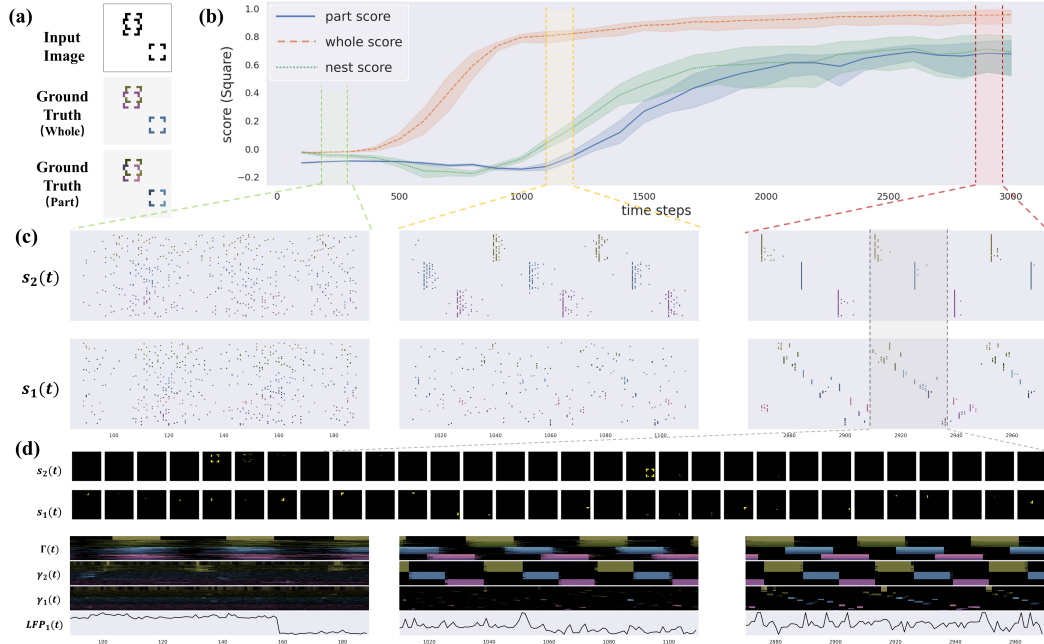 (a)
Input
Image
Ground
Truth
(Whole)
Ground
Truth
(Part)
(b)
score (Square)
1.0
0.8
0.6
0.4
0.2
0.0
−0.2
part score
whole score
nest score
0 500 1000 1500 2000 2500 3000
time steps
(c)
s₂(t)
s₁(t)
100 120 140 160 180
1020 1040 1060 1080 1100
2880 2900 2920 2940 2960
(d)
s₂(t)
s₁(t)
Γ(t)
γ₂(t)
γ₁(t)
LFP₁(t)
100 120 140 160 180
1020 1040 1060 1080 1100
2880 2900 2920 2940 2960